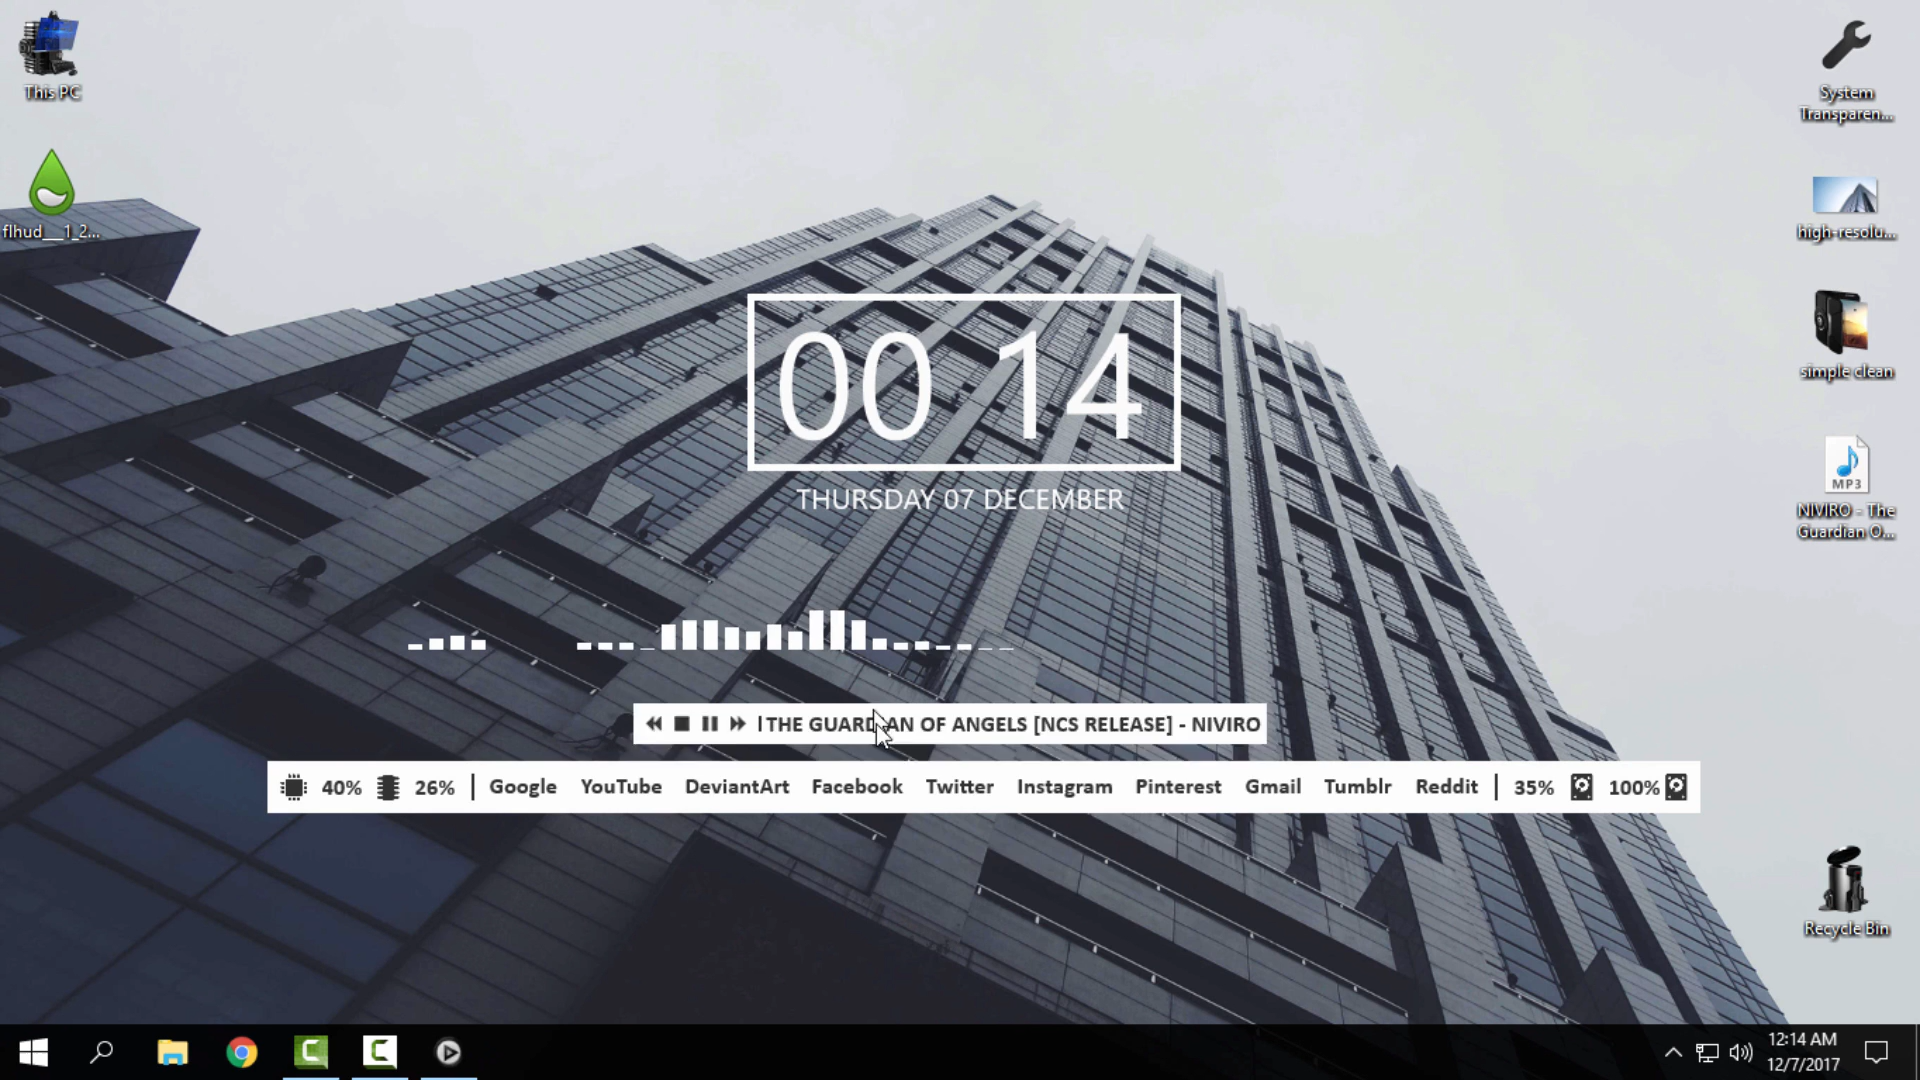 This PC
flhud___1_2...
System
Transparen...
high-resolu...
simple clean
MP3
NIVIRO - The
Guardian O...
00 14
THURSDAY 07 DECEMBER
|THE GUARDIAN OF ANGELS [NCS RELEASE] - NIVIRO
40% 26% | Google YouTube DeviantArt Facebook Twitter Instagram Pinterest Gmail Tumblr Reddit | 35% 100%
Recycle Bin
12:14 AM
12/7/2017